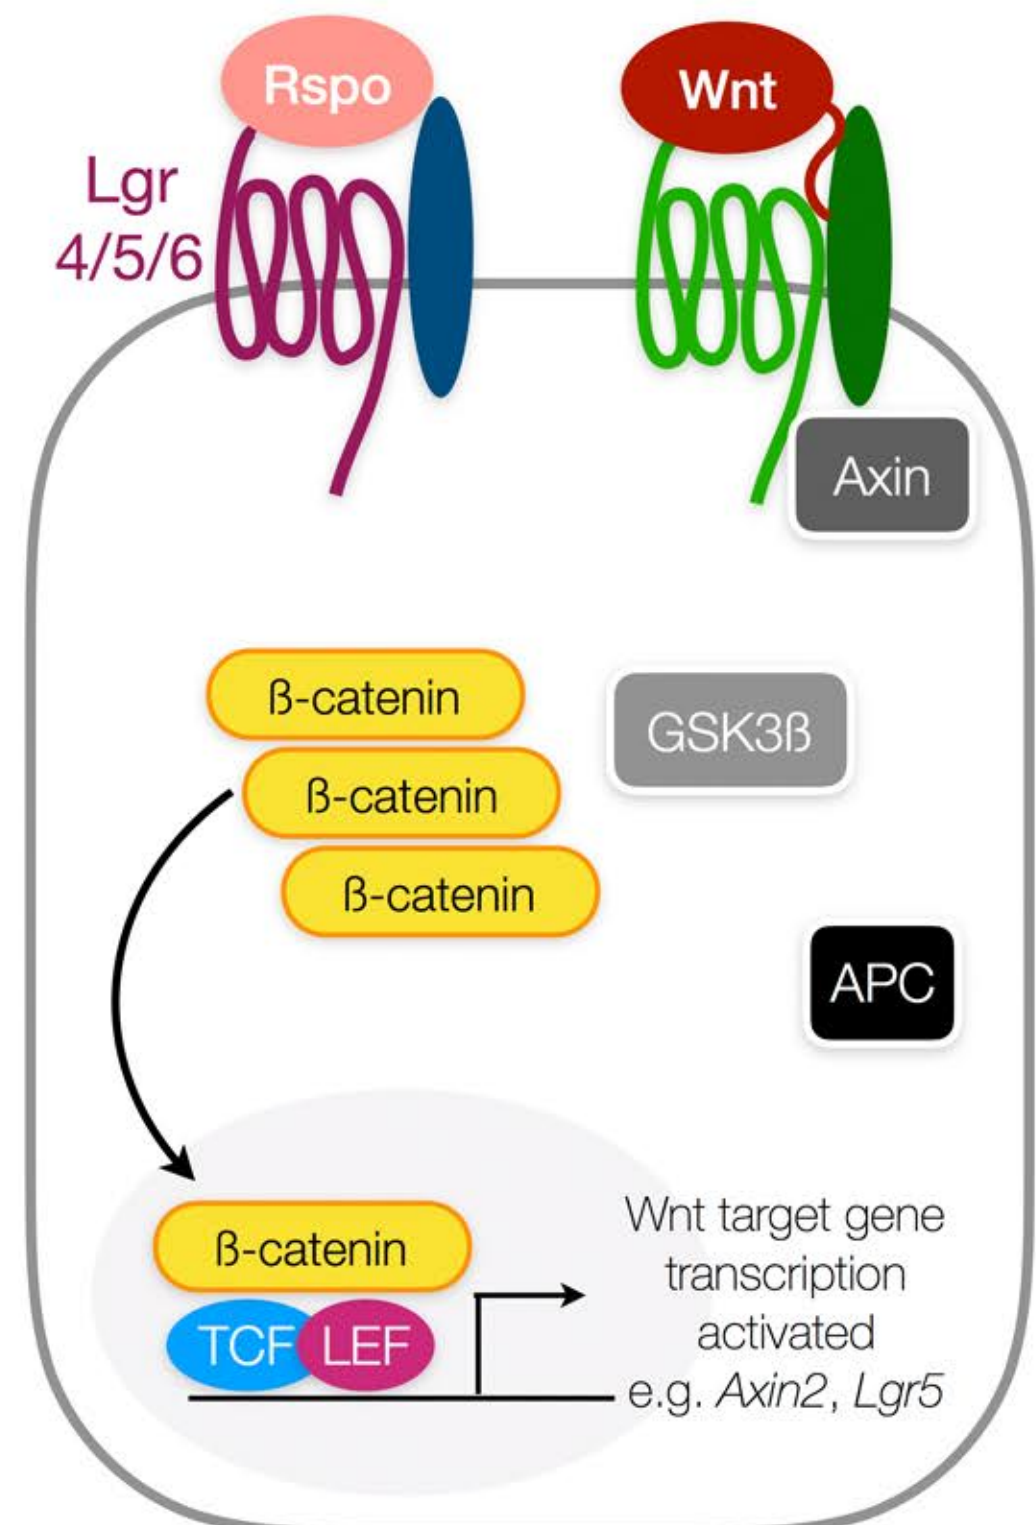 Rspo
Wnt
Lgr
4/5/6
Axin
ß-catenin
GSK3ß
ß-catenin
ß-catenin
APC
ß-catenin
TCF
LEF
Wnt target gene
transcription
activated
e.g. Axin2, Lgr5